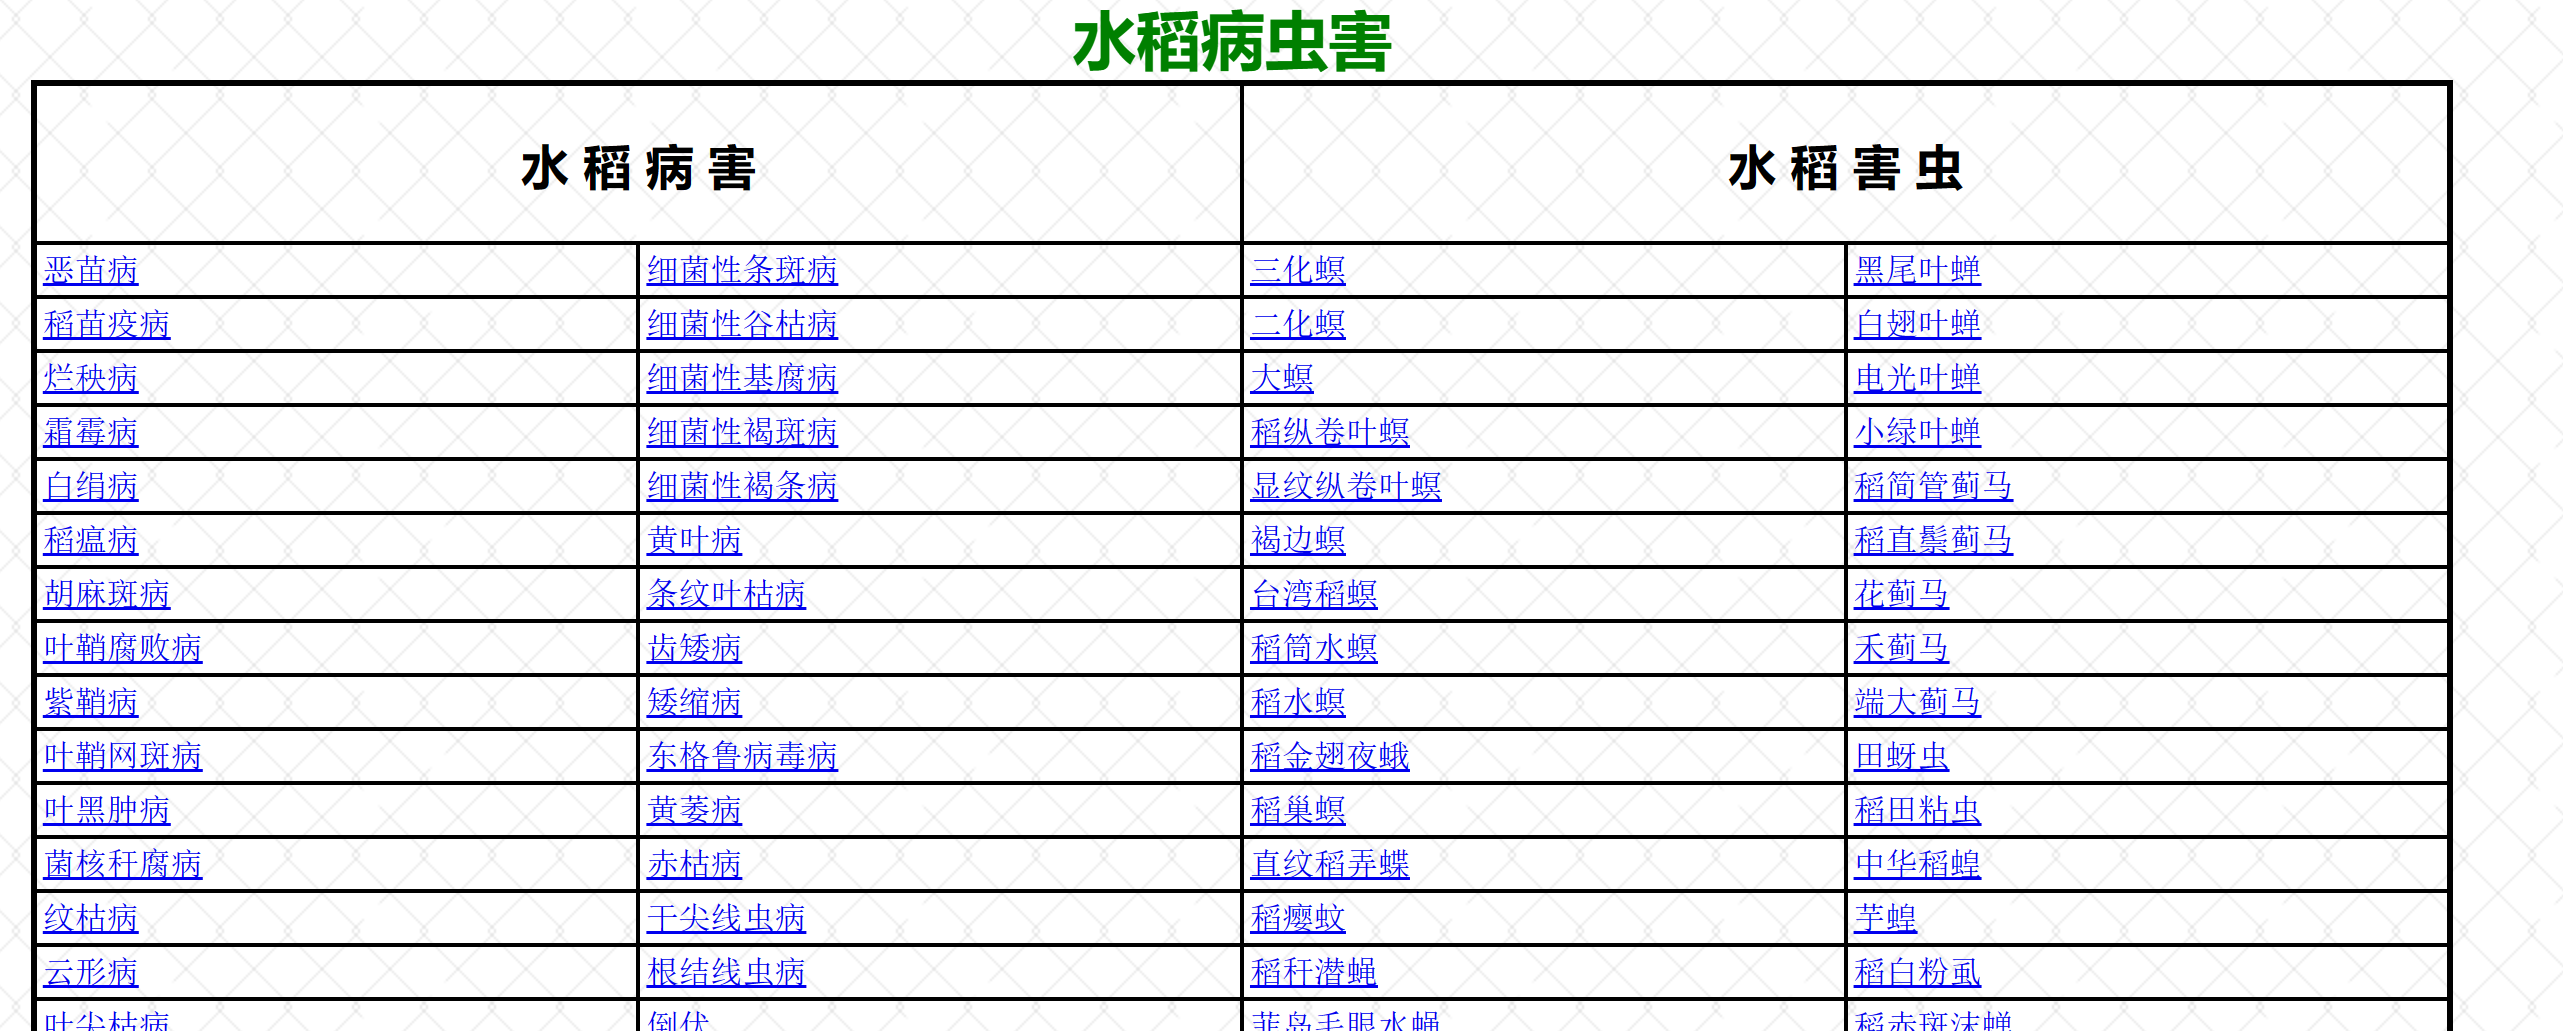 水稻病虫害
水 稻 病 害 水 稻 害 虫
恶苗病 细菌性条斑病 三化螟 黑尾叶蝉
稻苗疫病 细菌性谷枯病 二化螟 白翅叶蝉
烂秧病 细菌性基腐病 大螟 电光叶蝉
霜霉病 细菌性褐斑病 稻纵卷叶螟 小绿叶蝉
白绢病 细菌性褐条病 显纹纵卷叶螟 稻简管蓟马
稻瘟病 黄叶病 褐边螟 稻直鬃蓟马
胡麻斑病 条纹叶枯病 台湾稻螟 花蓟马
叶鞘腐败病 齿矮病 稻筒水螟 禾蓟马
紫鞘病 矮缩病 稻水螟 端大蓟马
叶鞘网斑病 东格鲁病毒病 稻金翅夜蛾 田蚜虫
叶黑肿病 黄萎病 稻巢螟 稻田粘虫
菌核秆腐病 赤枯病 直纹稻弄蝶 中华稻蝗
纹枯病 干尖线虫病 稻瘿蚊 芋蝗
云形病 根结线虫病 稻秆潜蝇 稻白粉虱
叶尖枯病 倒伏 菲岛毛眼水蝇 稻赤斑沫蝉